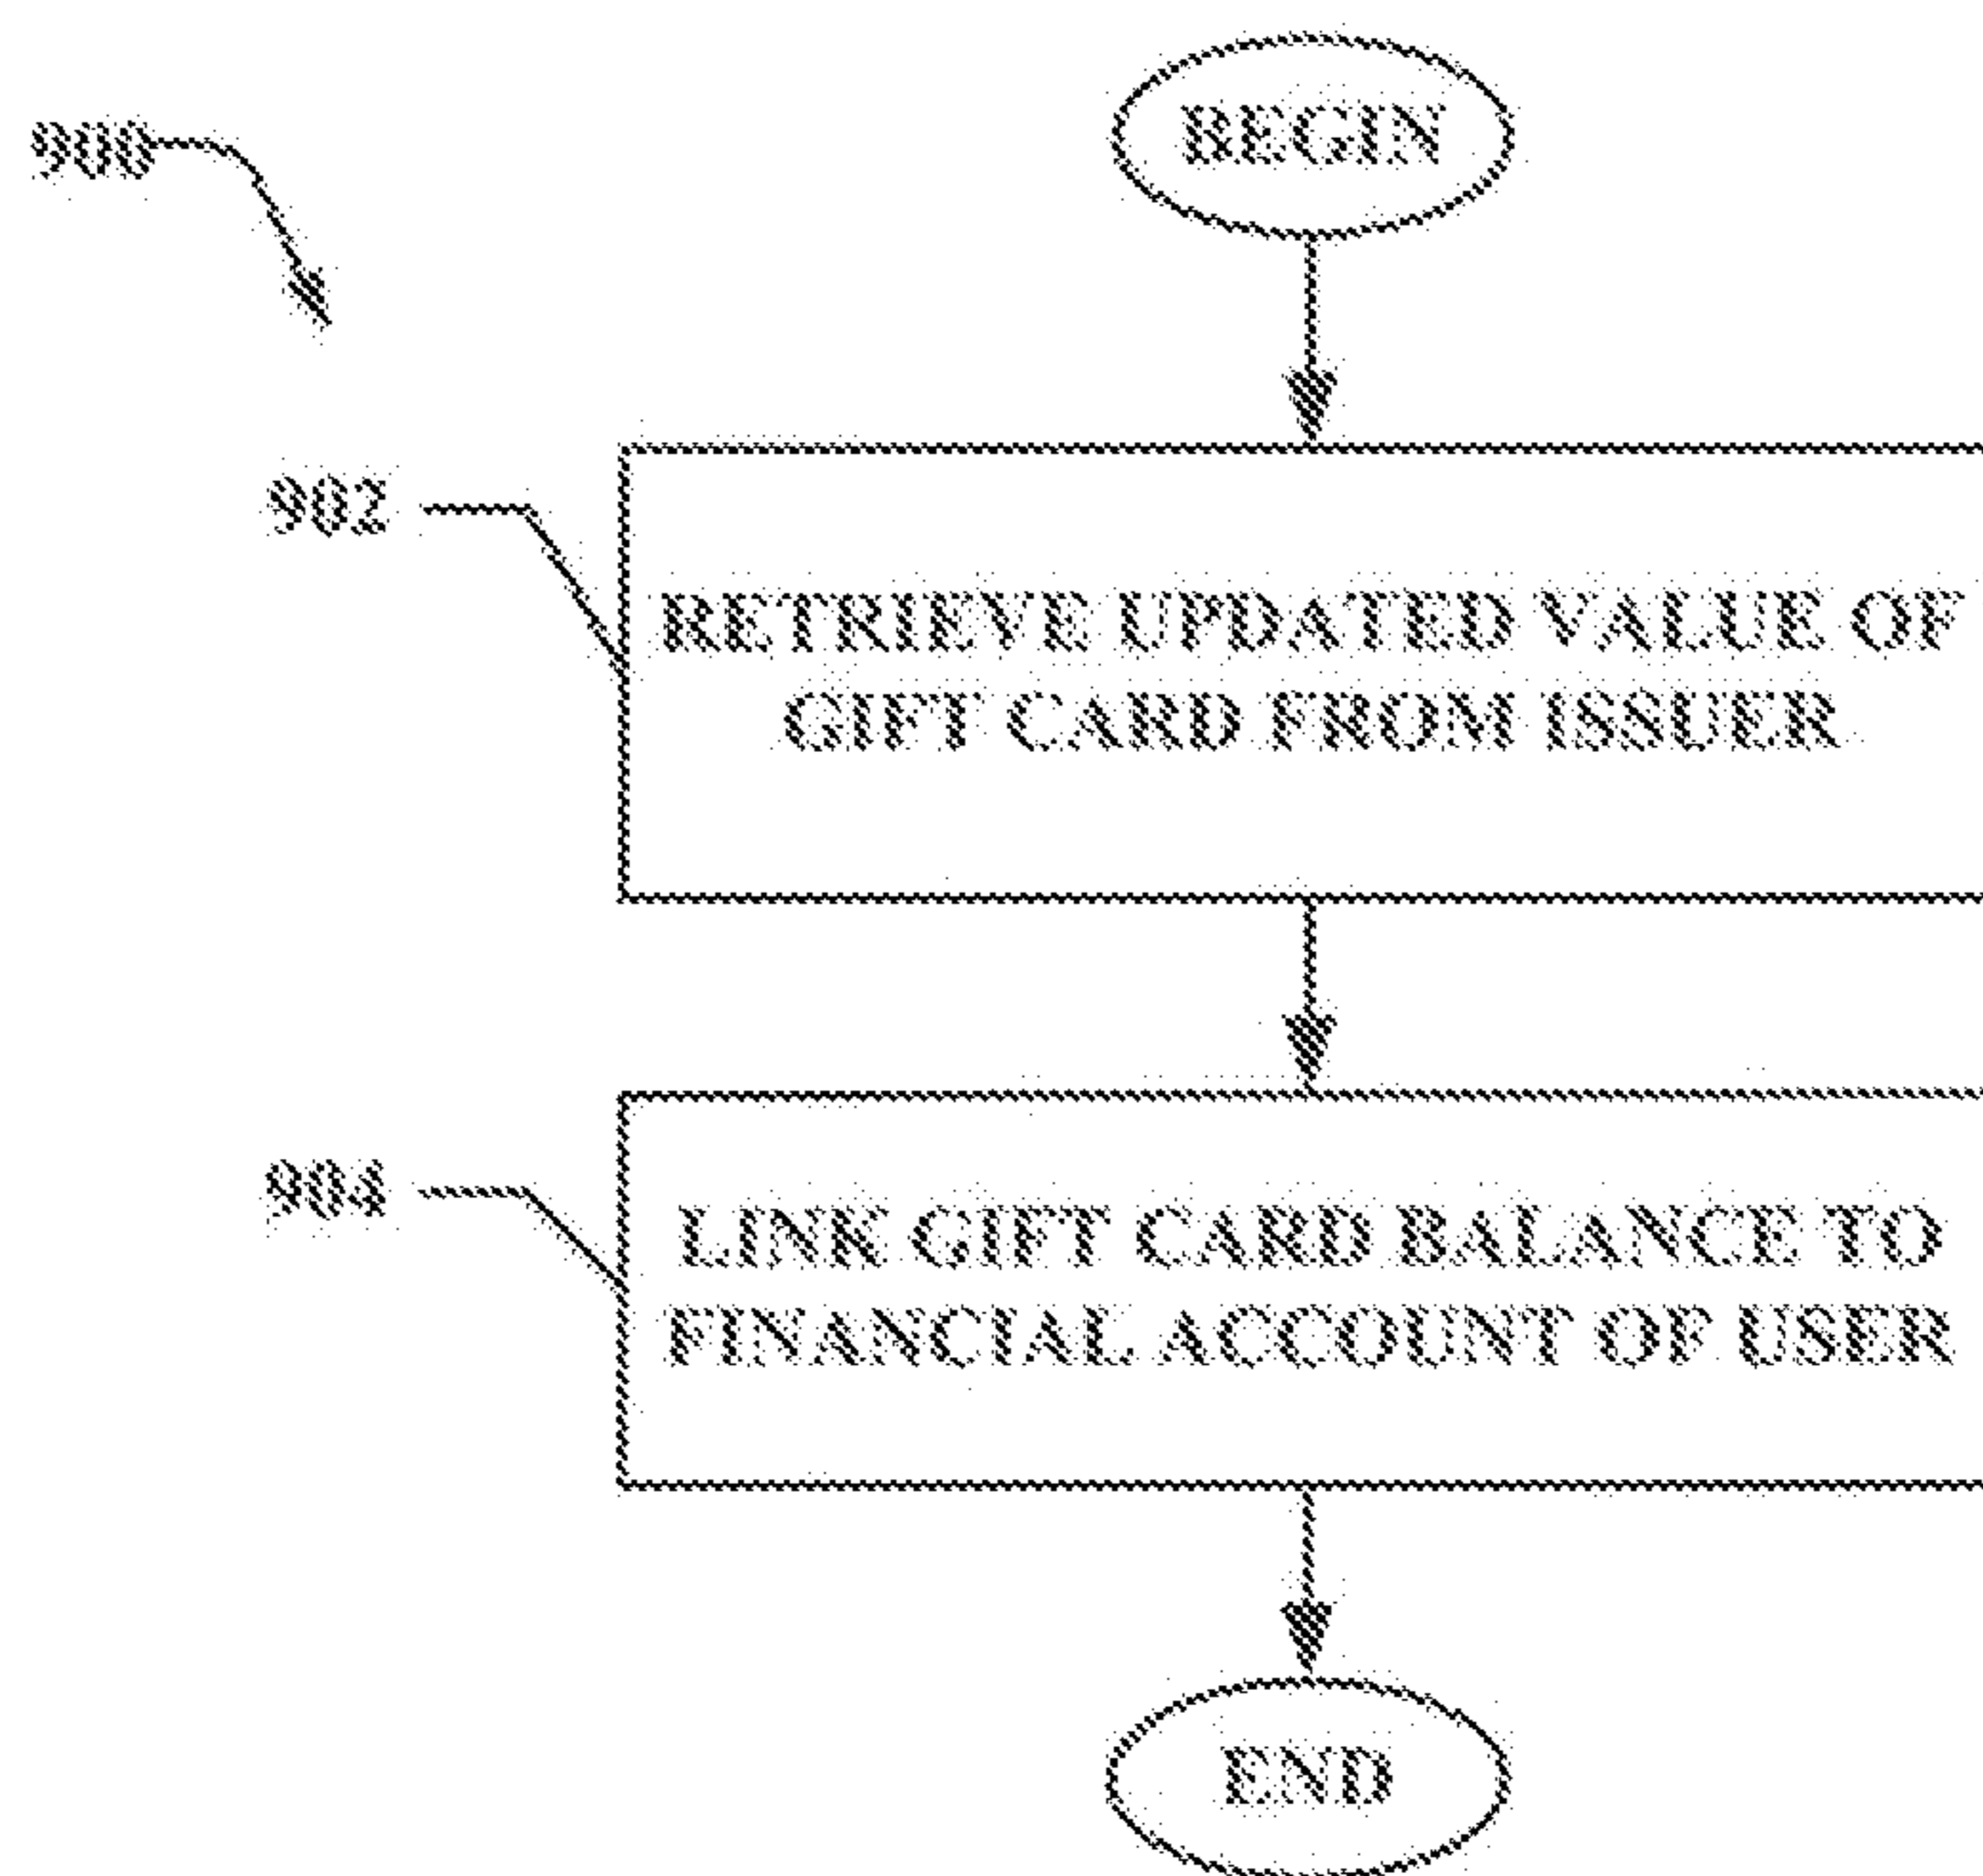 BEGIN
900
902
RETRIEVE UPDATED VALUE OF
GIFT CARD FROM ISSUER
904
LINK GIFT CARD BALANCE TO
FINANCIAL ACCOUNT OF USER
END